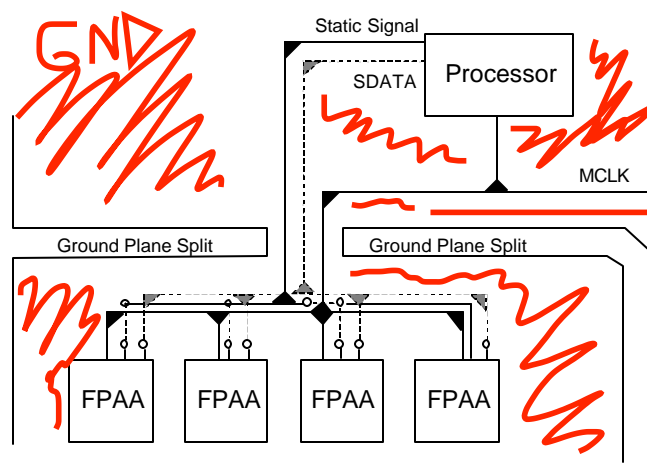 GND
Static Signal
Processor
SDATA
MCLK
Ground Plane Split
Ground Plane Split
FPAA
FPAA
FPAA
FPAA